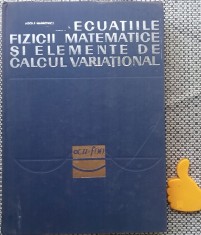 ECUAȚIILE
FIZICII MATEMATICE
ȘI ELEMENTE DE
CALCUL VARIAȚIONAL